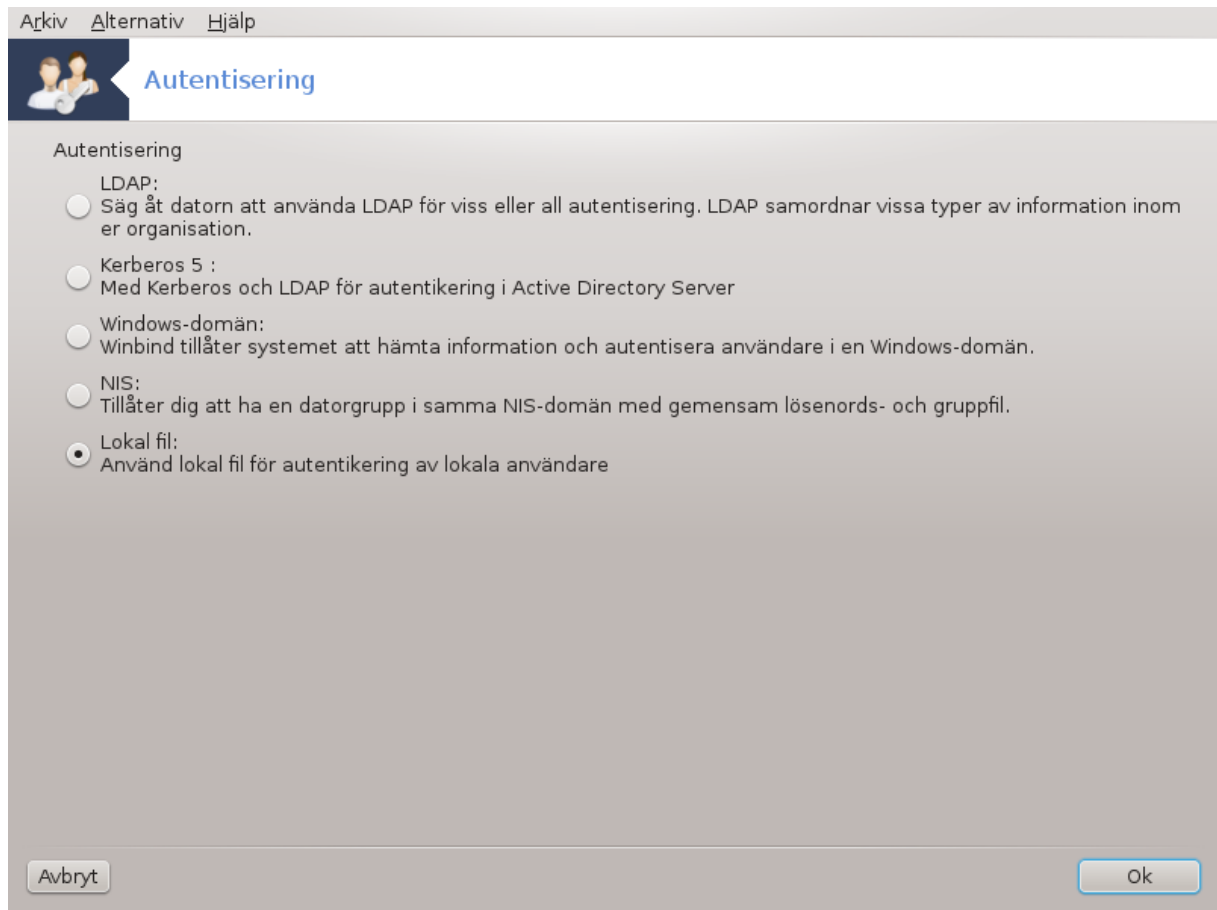 Arkiv Alternativ Hjälp
Autentisering
Autentisering
LDAP:
Säg åt datorn att använda LDAP för viss eller all autentisering. LDAP samordnar vissa typer av information inom
er organisation.
Kerberos 5 :
Med Kerberos och LDAP för autentikering i Active Directory Server
Windows-domän:
Winbind tillåter systemet att hämta information och autentisera användare i en Windows-domän.
NIS:
Tillåter dig att ha en datorgrupp i samma NIS-domän med gemensam lösenords- och gruppfil.
Lokal fil:
Använd lokal fil för autentikering av lokala användare
Avbryt Ok